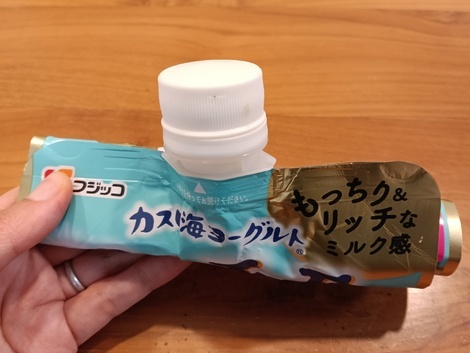 フジッコ
カスピ海ヨーグルト®
もっちり&
リッチな
ミルク感